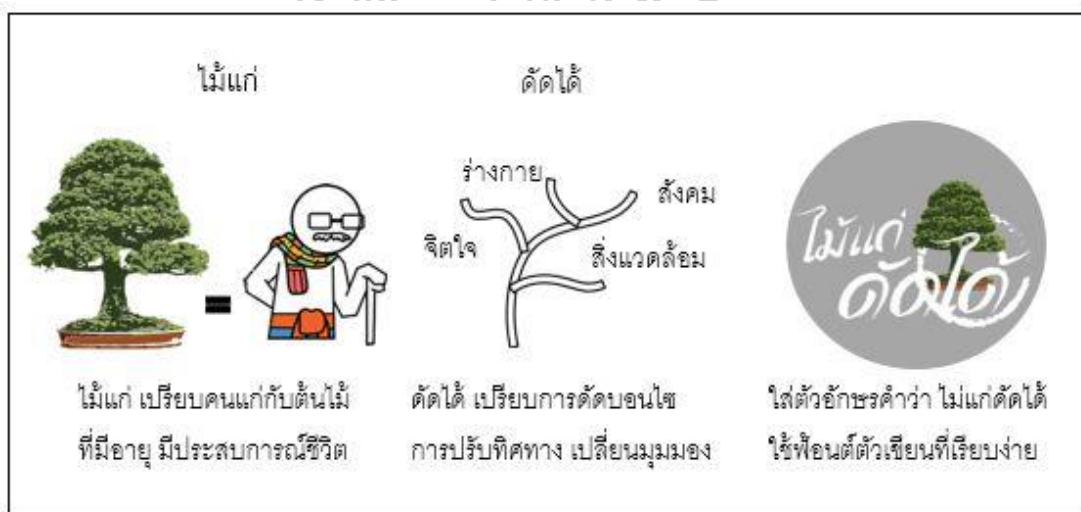 ไม้แก่
ดัดได้
ร่างกาย
สังคม
จิตใจ
สิ่งแวดล้อม
ไม้แก่
ดัดได้
ไม้แก่ เปรียบคนแก่กับต้นไม้
ที่มีอายุ มีประสบการณ์ชีวิต
ดัดได้ เปรียบการดัดบอนไซ
การปรับทิศทาง เปลี่ยนมุมมอง
ใส่ตัวอักษรคำว่า ไม่แก่ดัดได้
ใช้ฟ้อนต์ตัวเขียนที่เรียบง่าย